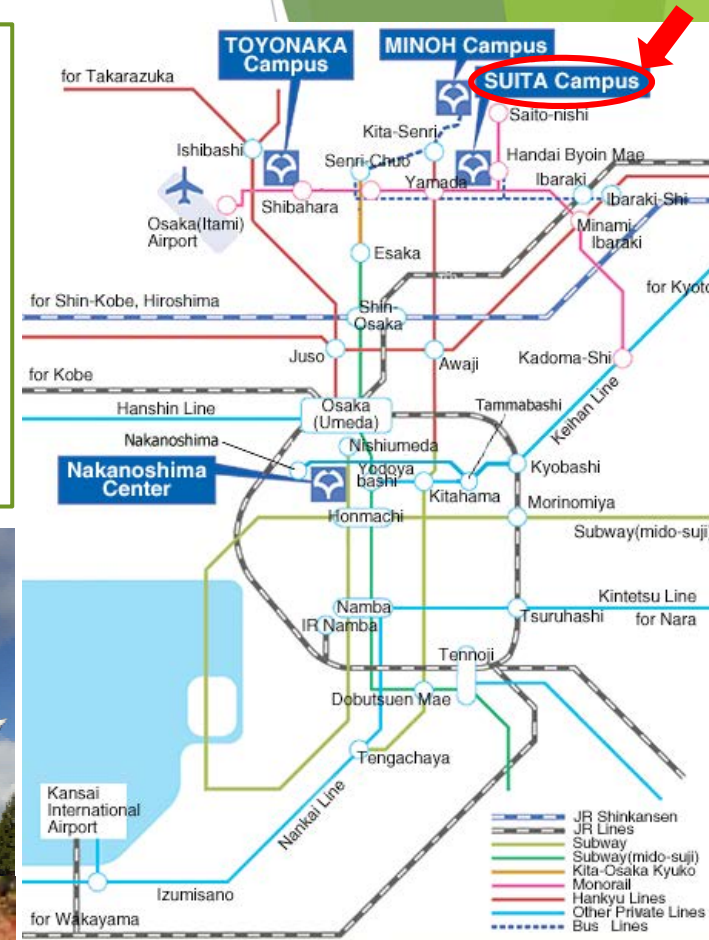 TOYONAKA
Campus
MINOH Campus
SUITA Campus
for Takarazuka
Saito-nishi
Kita-Senri
Ishibashi
Senri-Chuo
Handai Byoin Mae
Yamada
Ibaraki
Ibaraki-Shi
Shibahara
Osaka(Itami)
Airport
Minami
Ibaraki
Esaka
for Shin-Kobe, Hiroshima
for Kyoto
Shin-
Osaka
Juso
Awaji
Kadoma-Shi
for Kobe
Hanshin Line
Osaka
(Umeda)
Tammabashi
Keihan Line
Nakanoshima
Nishiumeda
Nakanoshima
Center
Yodoya
bashi
Kitahama
Kyobashi
Honmachi
Morinomiya
Subway(mido-suji)
Kintetsu Line
Namba
Tsuruhashi
for Nara
JR Namba
Tennoji
Dobutsuen Mae
Tengachaya
Kansai
International
Airport
Nankai Line
Izumisano
for Wakayama
JR Shinkansen
JR Lines
Subway
Subway(mido-suji)
Kita-Osaka Kyuko
Monorail
Hankyu Lines
Other Private Lines
Bus Lines